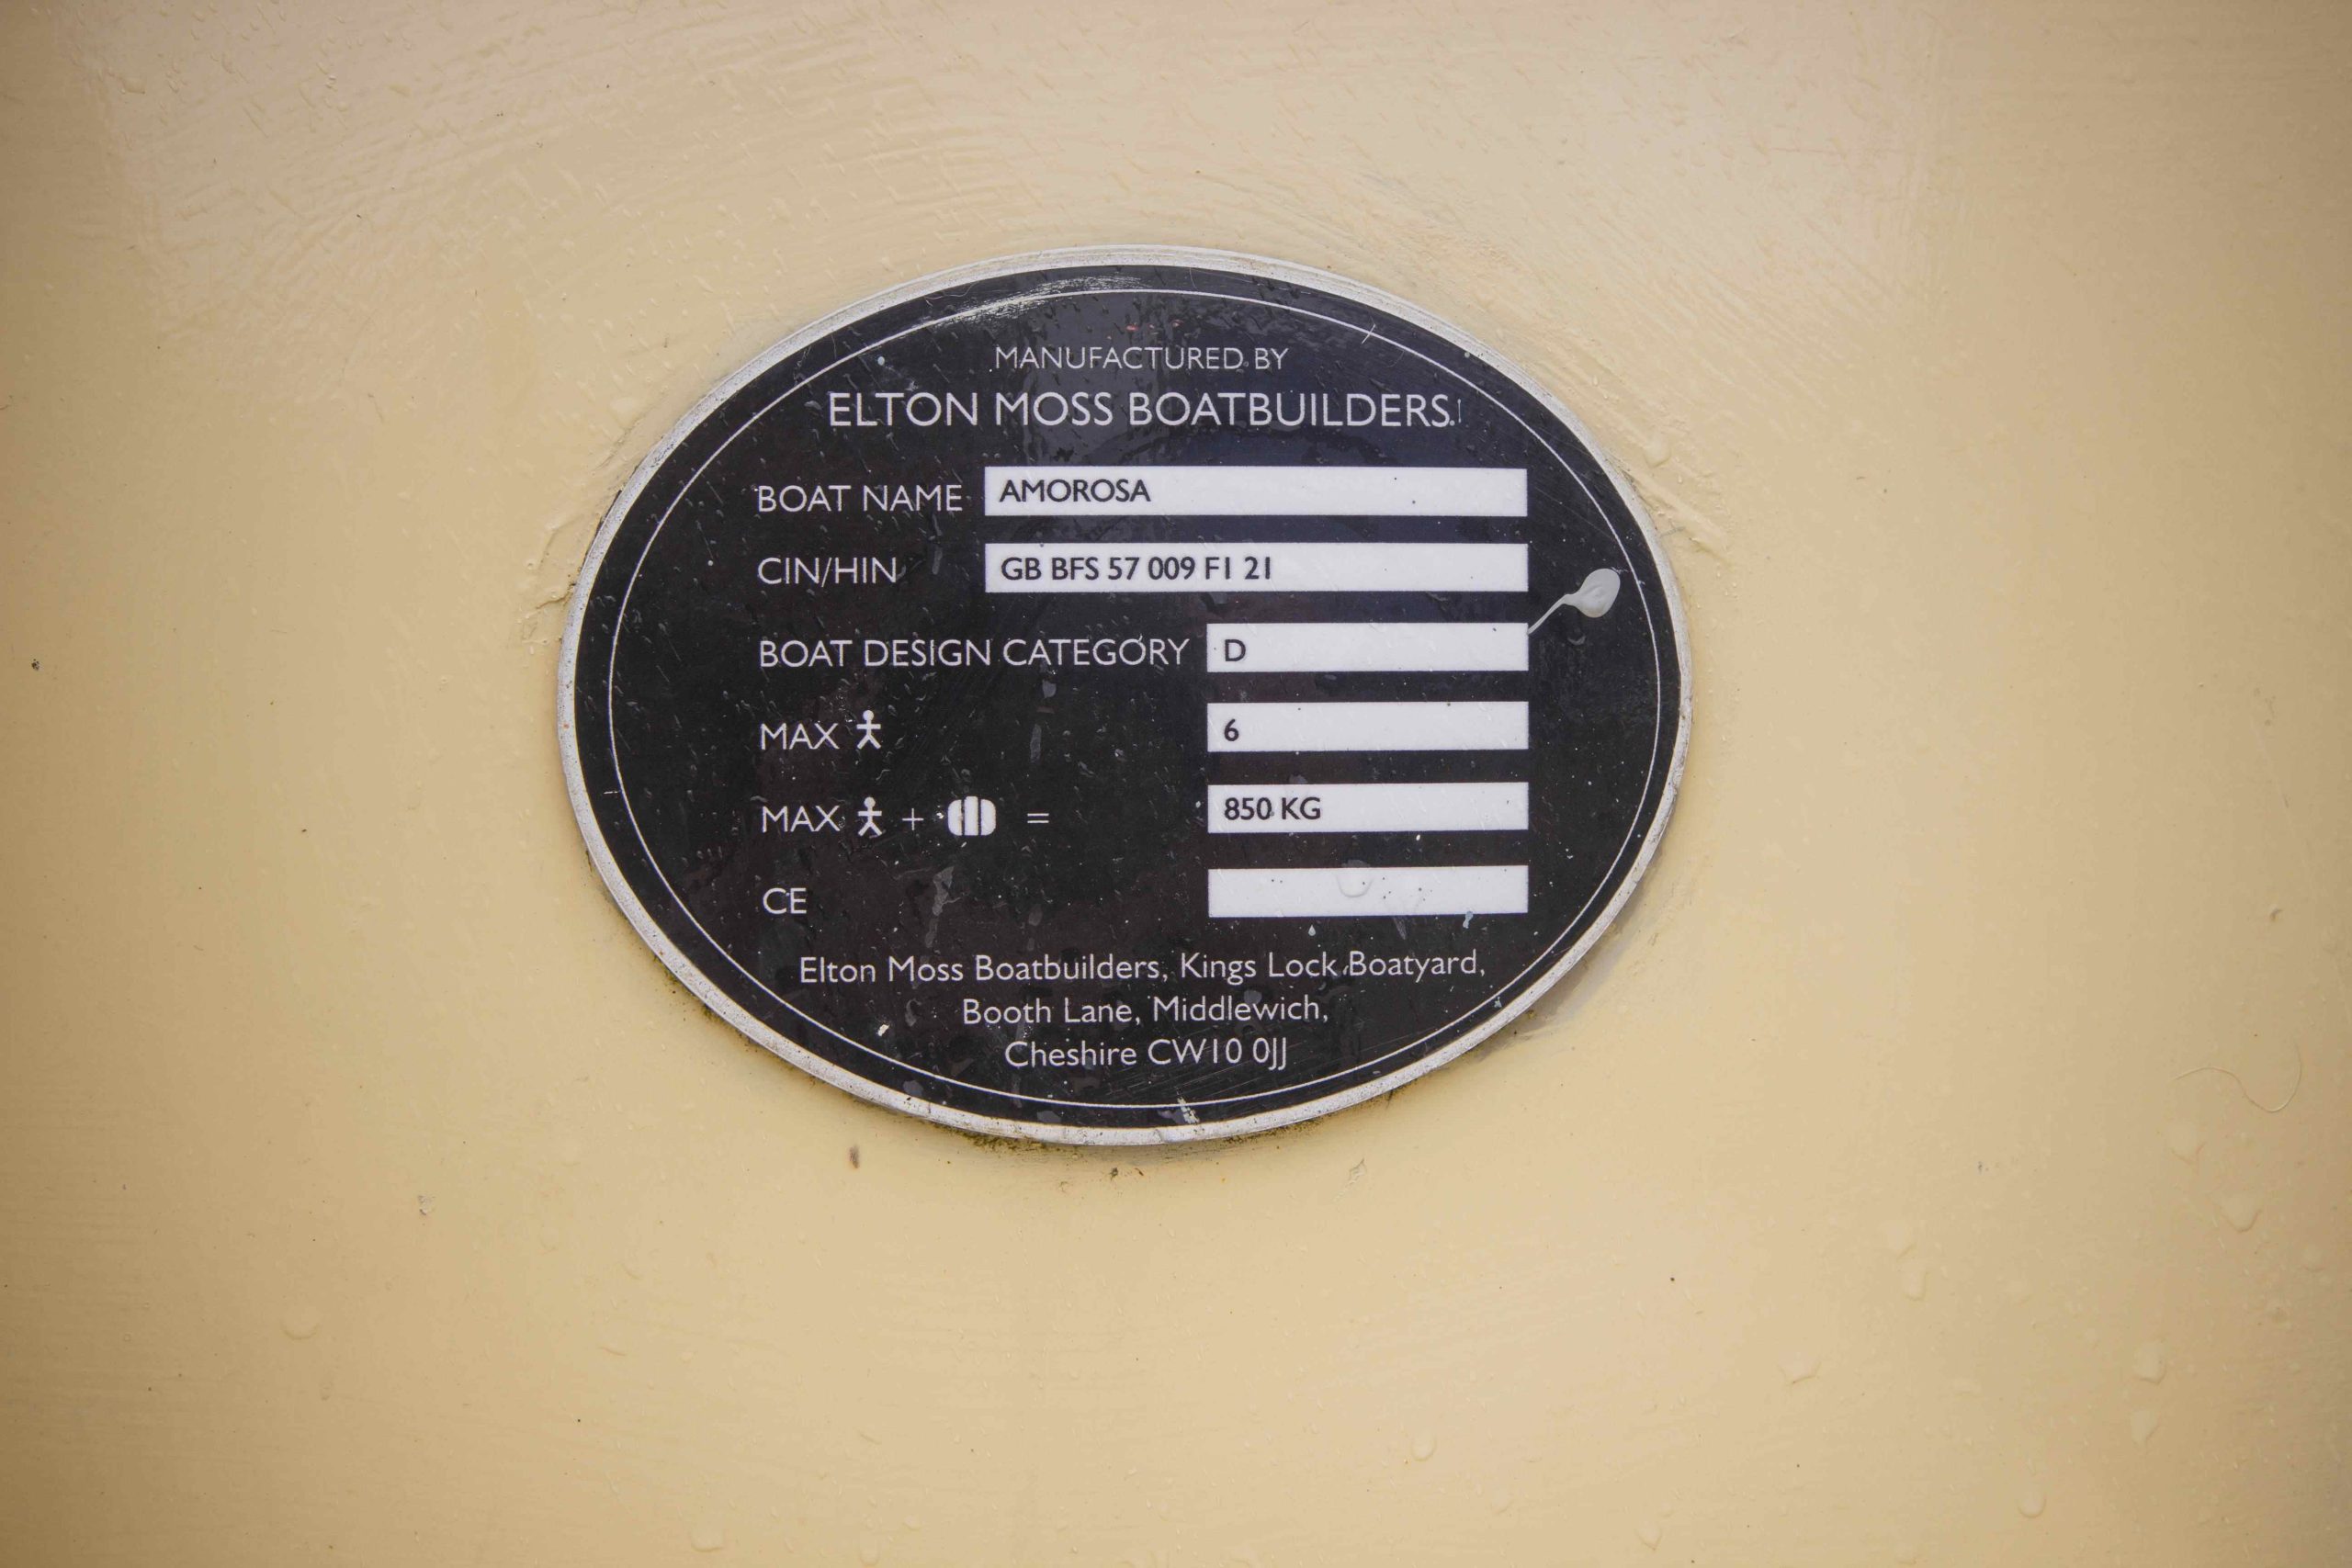 MANUFACTURED BY
ELTON MOSS BOATBUILDERS.
BOAT NAME AMOROSA
CIN/HIN GB BFS 57 009 F1 21
BOAT DESIGN CATEGORY D
MAX 6
MAX + = 850 KG
CE
Elton Moss Boatbuilders, Kings Lock Boatyard,
Booth Lane, Middlewich,
Cheshire CW10 0JJ